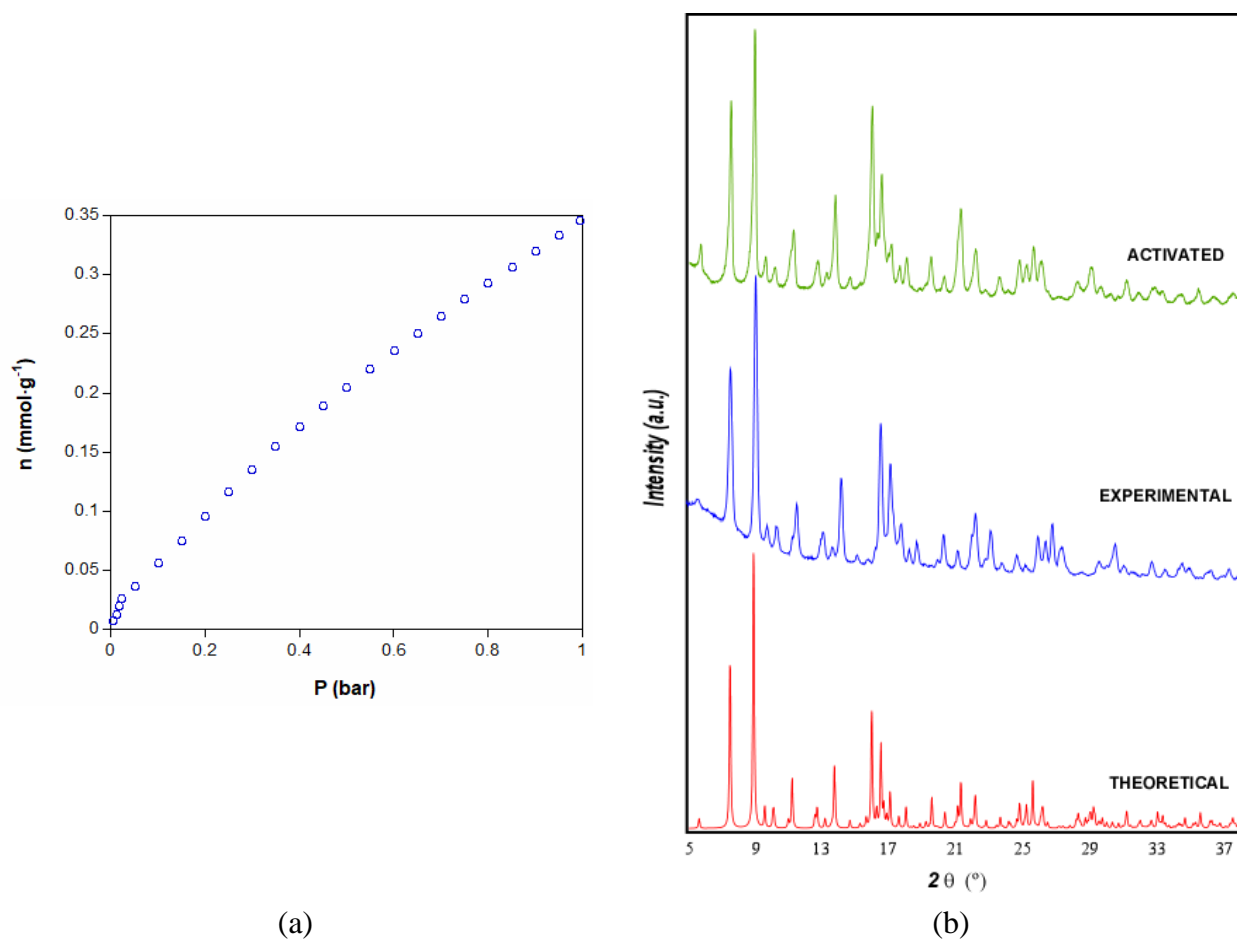 0.35
0.3
0.25
0.2
0.15
0.1
0.05
0
n (mmol·g⁻¹)
0 0.2 0.4 0.6 0.8 1
P (bar)
(a)
ACTIVATED
EXPERIMENTAL
THEORETICAL
Intensity (a.u.)
5 9 13 17 21 25 29 33 37
2 θ (º)
(b)